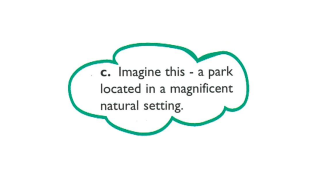 c. Imagine this - a park
located in a magnificent
natural setting.